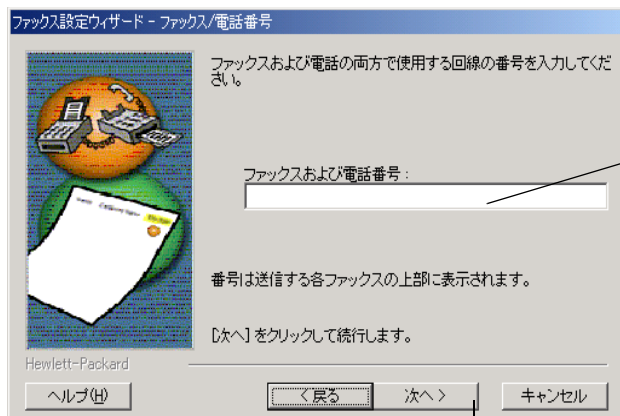 ファックス設定ウィザード - ファックス/電話番号
ファックスおよび電話の両方で使用する回線の番号を入力してくだ
さい。
ファックスおよび電話番号 :
番号は送信する各ファックスの上部に表示されます。
[次へ] をクリックして続行します。
Hewlett-Packard
ヘルプ(H)
< 戻る
次へ >
キャンセル